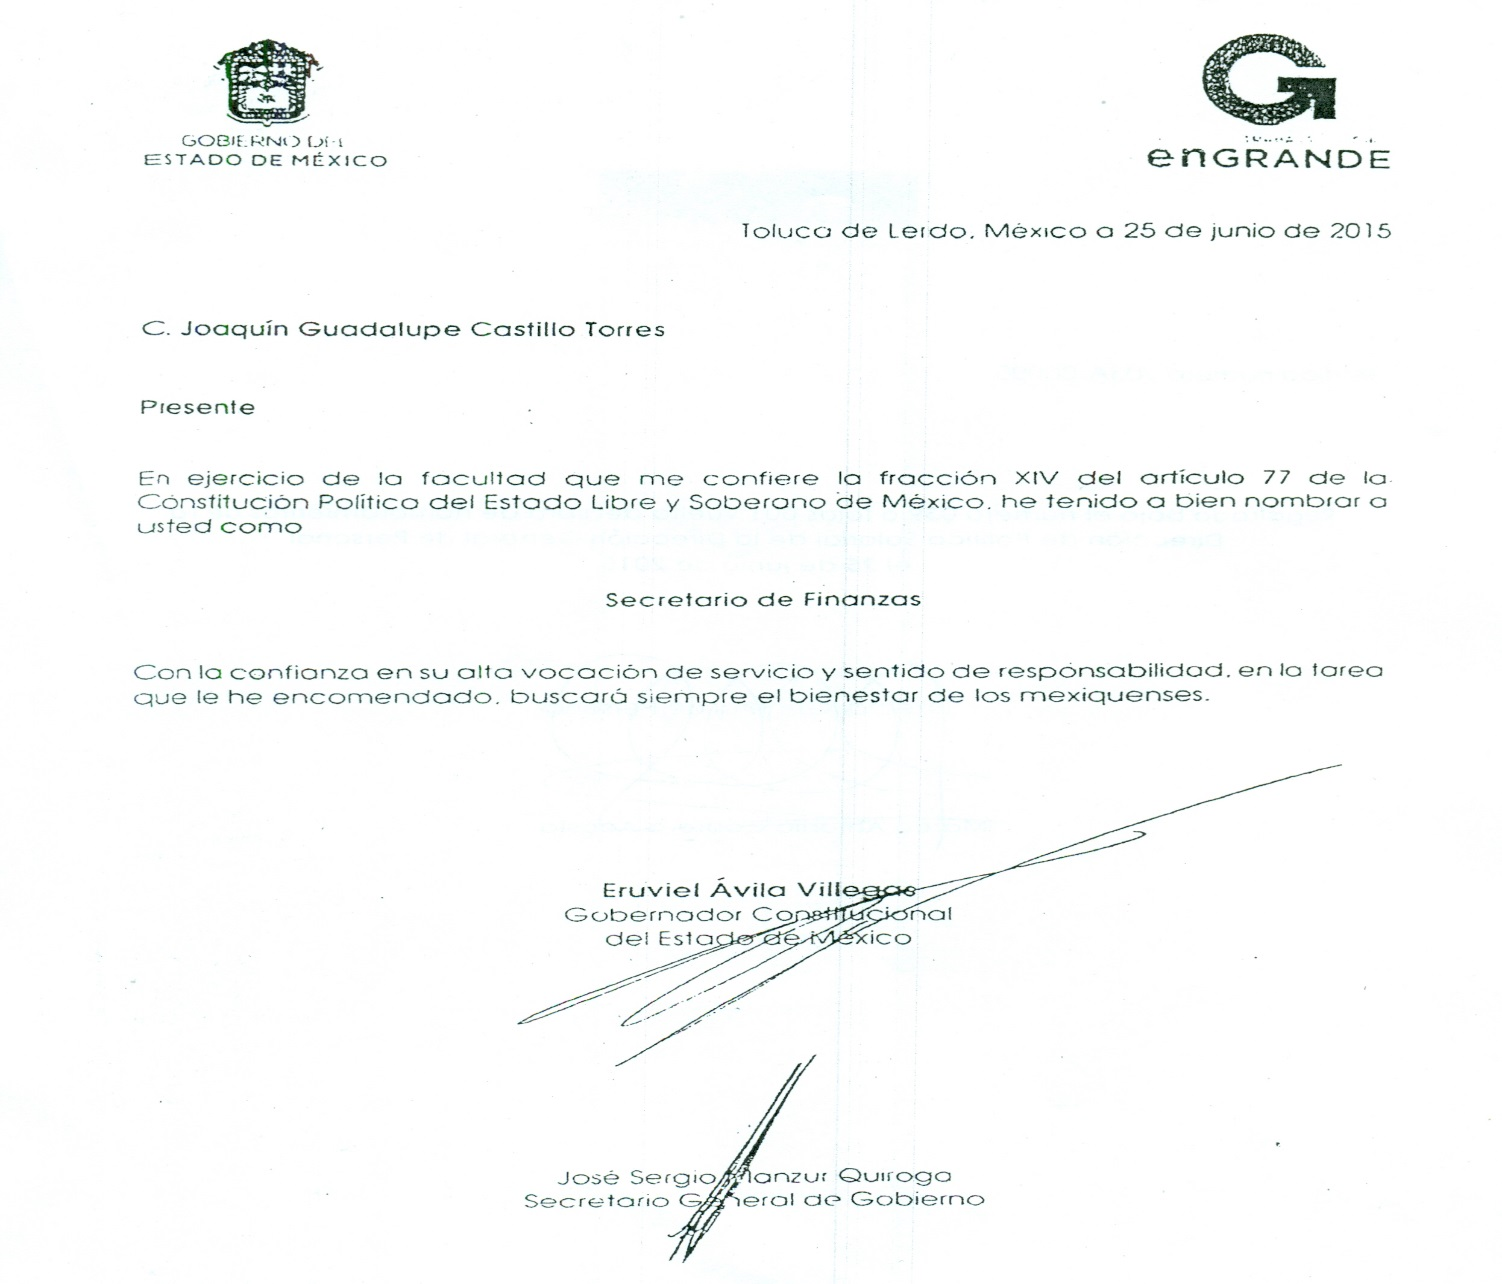 GOBIERNO DEL
ESTADO DE MÉXICO
enGRANDE
Toluca de Lerdo, México a 25 de junio de 2015
C. Joaquín Guadalupe Castillo Torres
Presente
En ejercicio de la facultad que me confiere la fracción XIV del artículo 77 de la
Constitución Política del Estado Libre y Soberano de México, he tenido a bien nombrar a
usted como
Secretario de Finanzas
Con la confianza en su alta vocación de servicio y sentido de responsabilidad, en la tarea
que le he encomendado, buscará siempre el bienestar de los mexiquenses.
Eruviel Ávila Villegas
Gobernador Constitucional
del Estado de México
José Sergio Manzur Quiroga
Secretario General de Gobierno